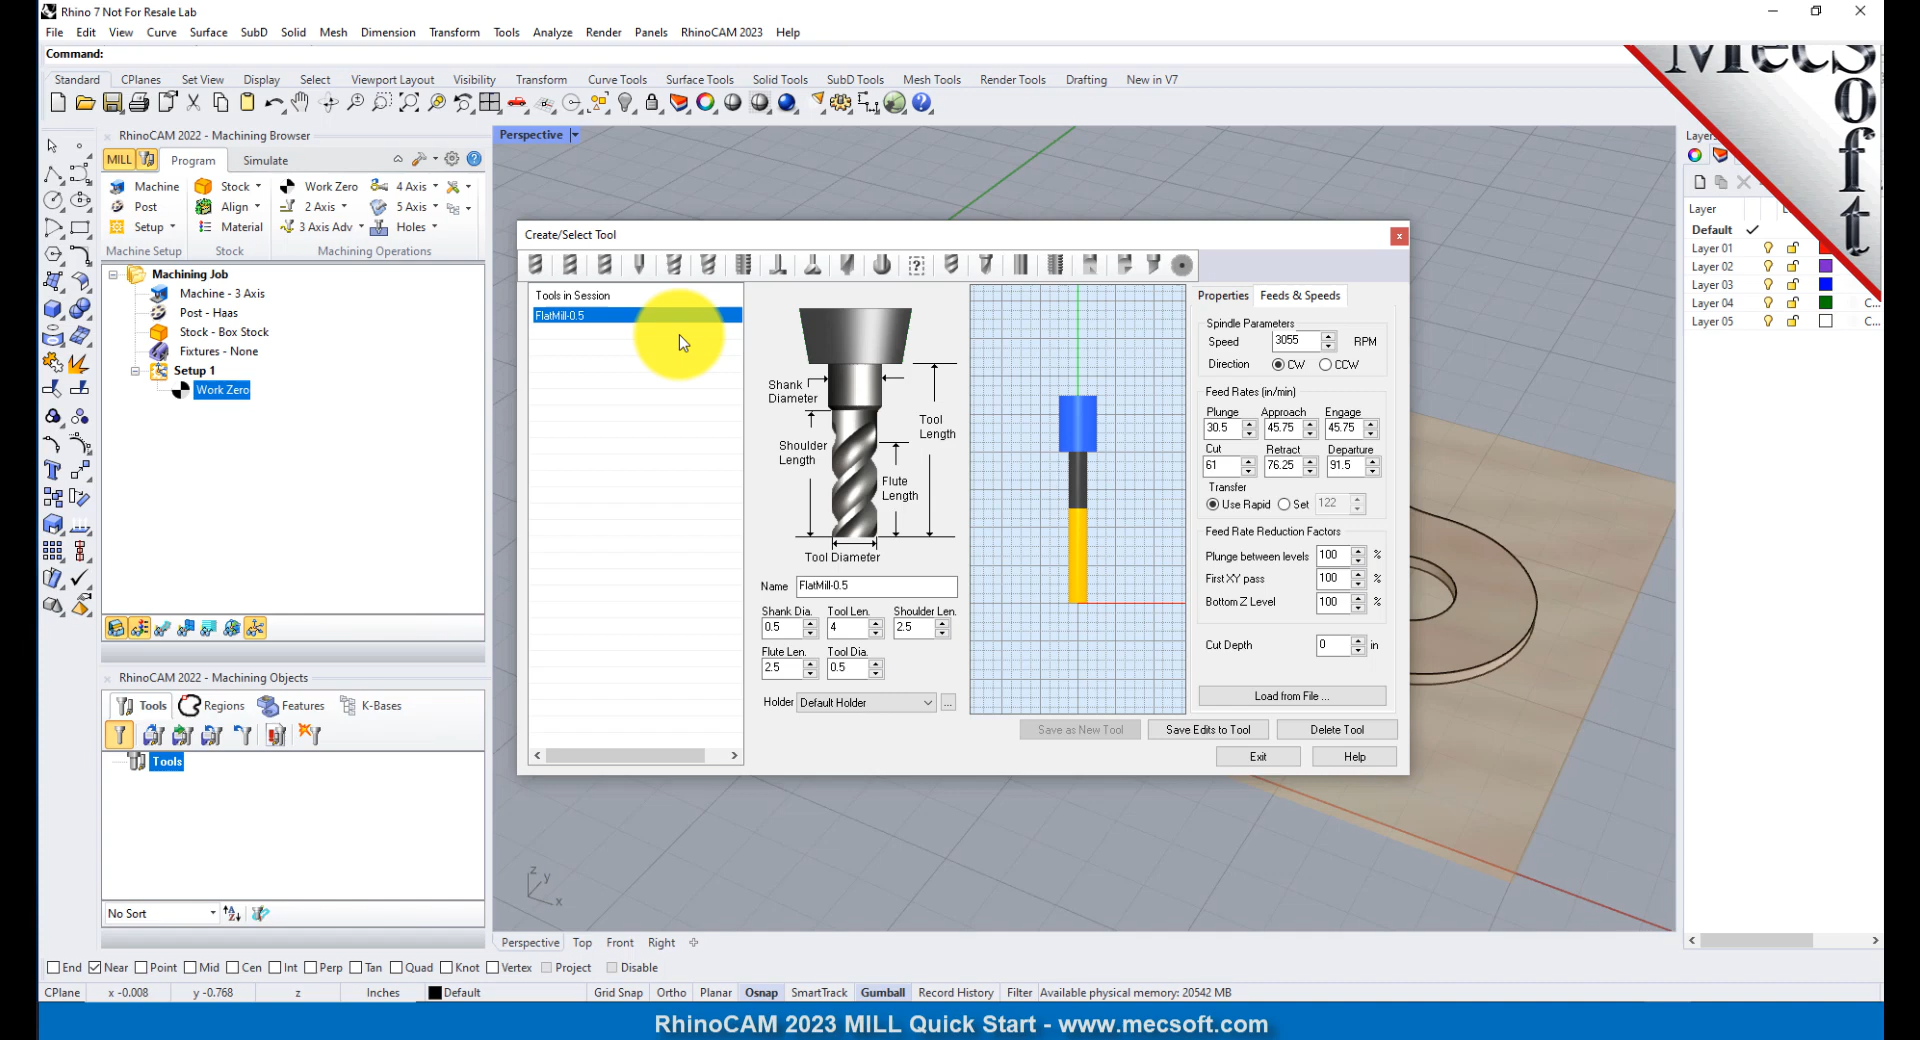 Rhino 7 Not For Resale Lab
File Edit View Curve Surface SubD Solid Mesh Dimension Transform Tools Analyze Render Panels RhinoCAM 2023 Help
Command:
Standard CPlanes Set View Display Select Viewport Layout Visibility Transform Curve Tools Surface Tools Solid Tools SubD Tools Mesh Tools Render Tools Drafting New in V7
MecSoft
RhinoCAM 2022 - Machining Browser
MILL Program Simulate
Machine Stock Work Zero 4 Axis
Post Align 2 Axis 5 Axis
Setup Material 3 Axis Adv Holes
Machine Setup Stock Machining Operations
Machining Job
Machine - 3 Axis
Post - Haas
Stock - Box Stock
Fixtures - None
Setup 1
Work Zero
RhinoCAM 2022 - Machining Objects
Tools Regions Features K-Bases
Tools
No Sort
Perspective
Create/Select Tool
Tools in Session
FlatMill-0.5
Shank
Diameter
Tool
Length
Shoulder
Length
Flute
Length
Tool Diameter
Name FlatMill-0.5
Shank Dia. Tool Len. Shoulder Len.
0.5 4 2.5
Flute Len. Tool Dia.
2.5 0.5
Holder Default Holder ...
Properties Feeds & Speeds
Spindle Parameters
Speed 3055 RPM
Direction CW CCW
Feed Rates (in/min)
Plunge Approach Engage
30.5 45.75 45.75
Cut Retract Departure
61 76.25 91.5
Transfer
Use Rapid Set 122
Feed Rate Reduction Factors
Plunge between levels 100 %
First XY pass 100 %
Bottom Z Level 100 %
Cut Depth 0 in
Load from File ...
Save as New Tool Save Edits to Tool Delete Tool
Exit Help
Layers
Layer
Default
Layer 01
Layer 02
Layer 03
Layer 04 C...
Layer 05 C...
z y x
Perspective Top Front Right
End Near Point Mid Cen Int Perp Tan Quad Knot Vertex Project Disable
CPlane x -0.008 y -0.768 z Inches Default Grid Snap Ortho Planar Osnap SmartTrack Gumball Record History Filter Available physical memory: 20542 MB
RhinoCAM 2023 MILL Quick Start - www.mecsoft.com